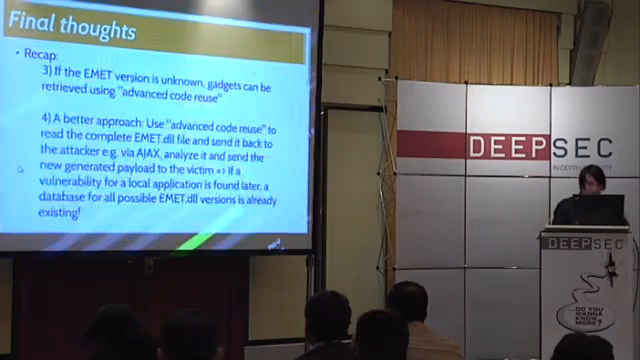 Final thoughts
• Recap:
3) If the EMET version is unknown, gadgets can be
retrieved using "advanced code reuse"
4) A better approach: Use "advanced code reuse" to
read the complete EMET.dll file and send it back to
the attacker e.g. via AJAX, analyze it and send the
new generated payload to the victim => if a
vulnerability for a local application is found later, a
database for all possible EMET.dll versions is already
existing!
DEEPSEC
IN-DEPTH
DEEPSEC
DO YOU
WANNA
KNOW
MORE?